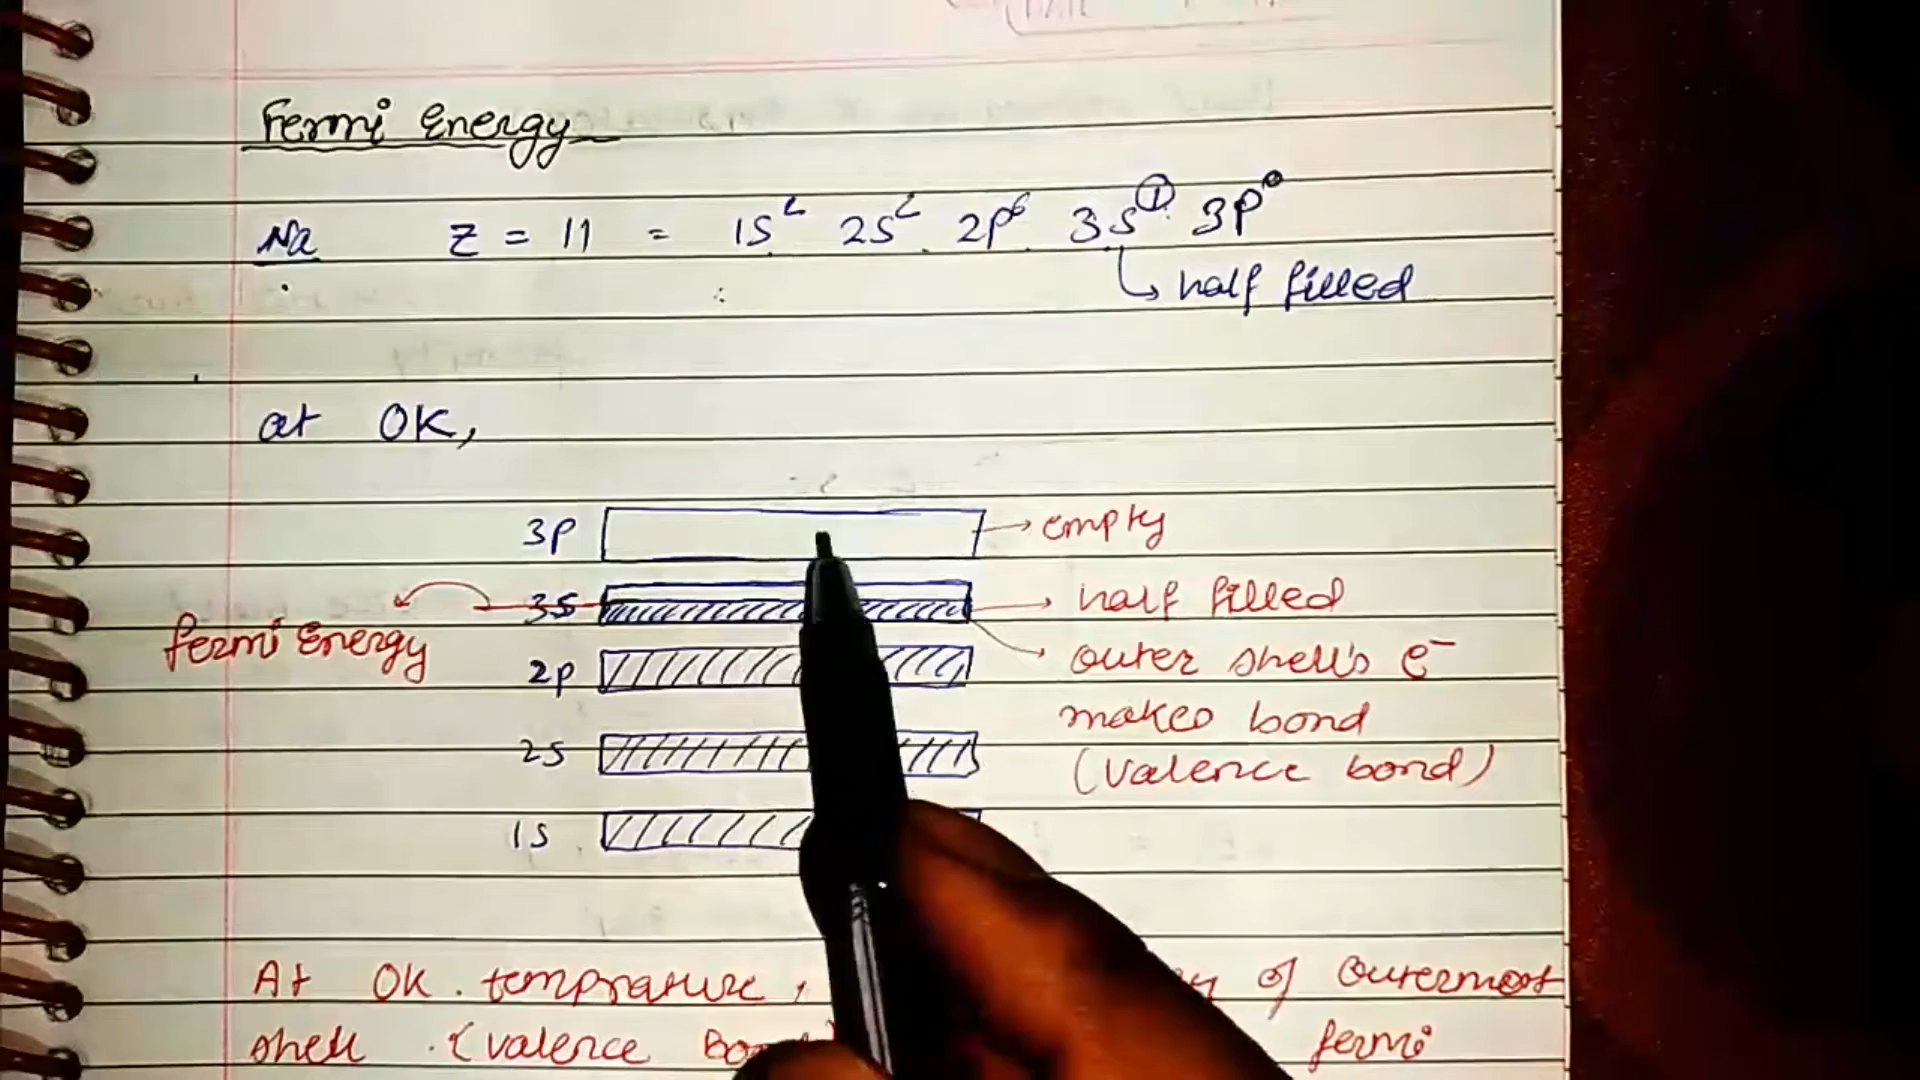 Fermi Energy
Na Z = 11 = 1S² 2S² 2P⁶ 3S① 3P⁰
↳ half filled
at 0K,
3P → empty
3S → half filled
Fermi Energy
2P → outer shell's e⁻
makes bond
2S (Valence bond)
1S
At 0K. temprature, of Outermost
shell. (Valence fermi